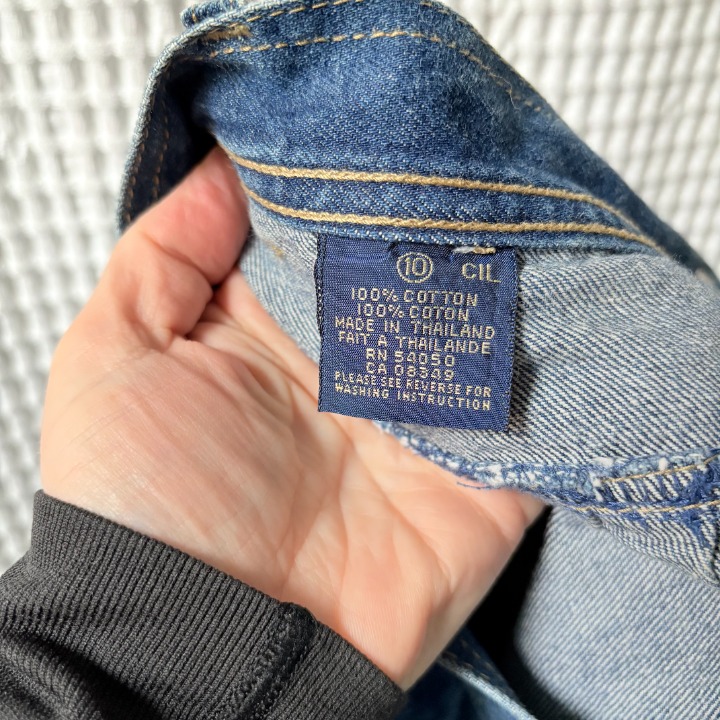 10 CIL
100% COTTON
100% COTON
MADE IN THAILAND
FAIT A THAILANDE
RN 54050
CA 08349
PLEASE SEE REVERSE FOR
WASHING INSTRUCTION